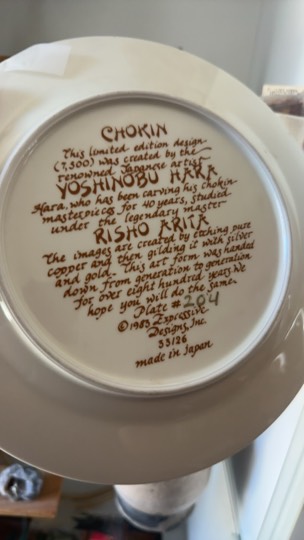 CHOKIN
This limited edition design
(7,500) was created by the
renowned Japanese artist
YOSHINOBU HARA
Hara, who has been carving his chokin
masterpieces for 40 years, studied
under the legendary master
RISHO ARITA
The images are created by etching pure
copper and then gilding it with silver
and gold. This art form was handed
down from generation to generation
for over eight hundred years. We
hope you will do the same.
Plate # 204
©1983 Expressive
Designs, Inc.
33126
made in japan